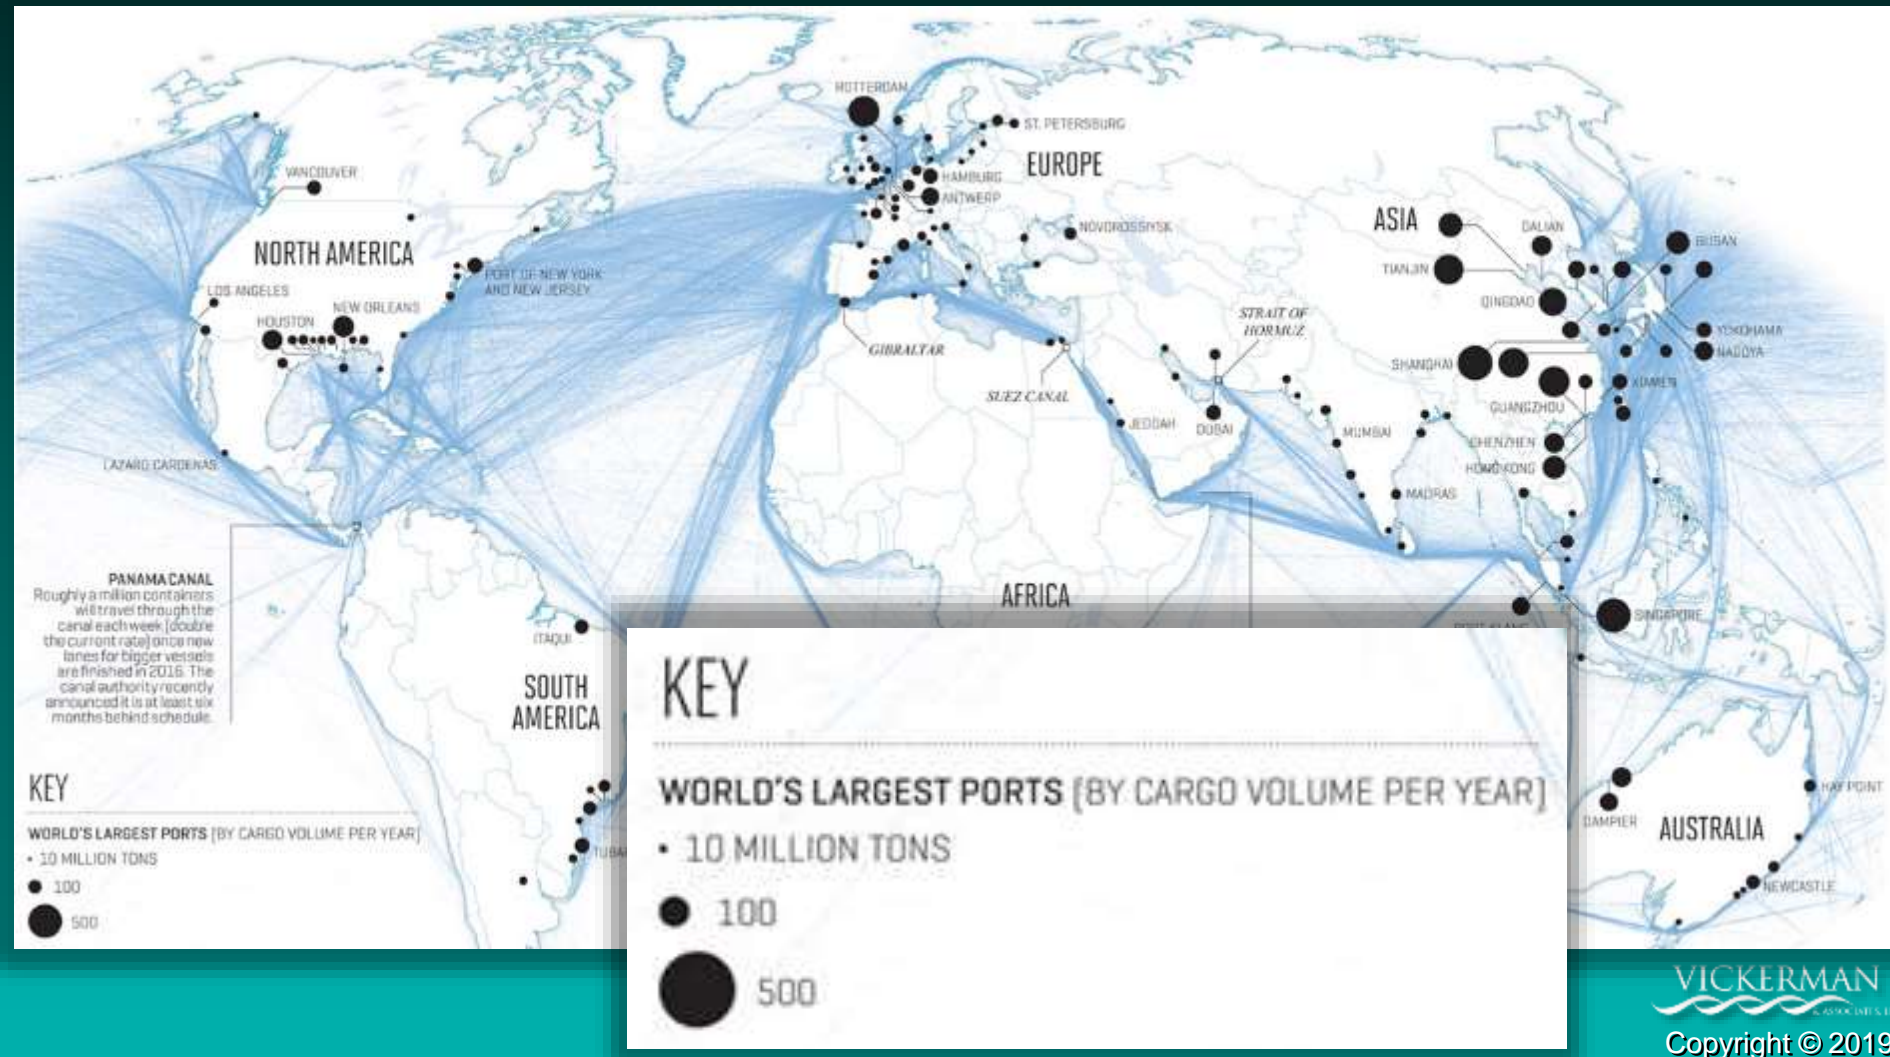 ROTTERDAM
ST. PETERSBURG
EUROPE
HAMBURG
ANTWERP
NOVOROSSIYSK
VANCOUVER
NORTH AMERICA
PORT OF NEW YORK
AND NEW JERSEY
LOS ANGELES
NEW ORLEANS
HOUSTON
GIBRALTAR
SUEZ CANAL
STRAIT OF
HORMUZ
JEDDAH
DUBAI
MUMBAI
MADRAS
ASIA
DALIAN
BUSAN
TIANJIN
QINGDAO
YOKOHAMA
NAGOYA
SHANGHAI
XIAMEN
GUANGZHOU
SHENZHEN
HONG KONG
LAZARO CARDENAS
AFRICA
SINGAPORE
PANAMA CANAL
Roughly a million containers
will travel through the
canal each week (double
the current rate) once new
lanes for bigger vessels
are finished in 2016. The
canal authority recently
announced it is at least six
months behind schedule.
ITAQUI
SOUTH
AMERICA
HAY POINT
DAMPIER
AUSTRALIA
NEWCASTLE
KEY
WORLD'S LARGEST PORTS (BY CARGO VOLUME PER YEAR)
• 10 MILLION TONS
100
500
KEY
WORLD'S LARGEST PORTS (BY CARGO VOLUME PER YEAR)
• 10 MILLION TONS
100
500
VICKERMAN
Copyright © 2019